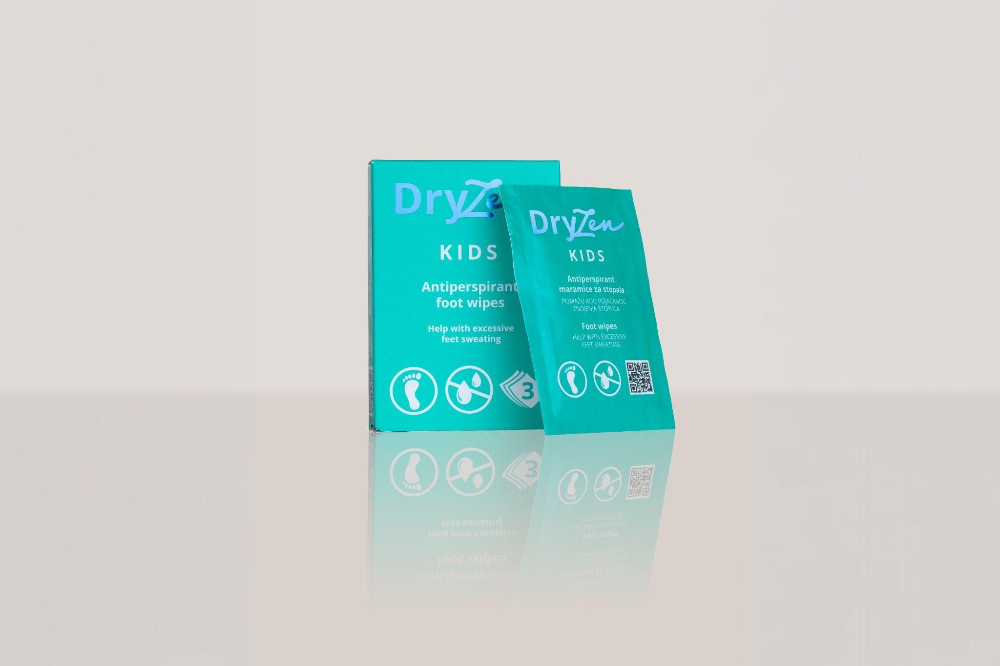 DryZe
KIDS
Antiperspirant
foot wipes
Help with excessive
feet sweating
3
DryZen
KIDS
Antiperspirant
maramice za stopala
POMAŽU KOD POJAČANOG
ZNOJENJA STOPALA
Foot wipes
HELP WITH EXCESSIVE
FEET SWEATING